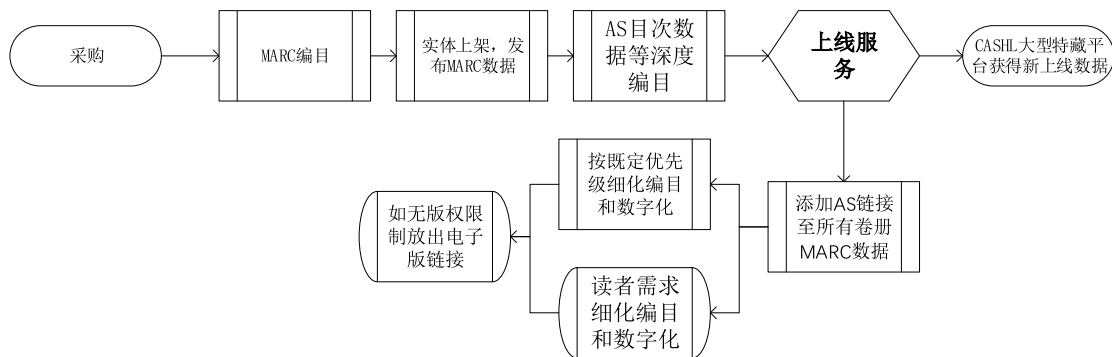 采购
MARC编目
实体上架，发
布MARC数据
AS目次数
据等深度
编目
上线服
务
CASHL大型特藏平
台获得新上线数据
按既定优先
级细化编目
和数字化
如无版权限
制放出电子
版链接
添加AS链接
至所有卷册
MARC数据
读者需求
细化编目
和数字化